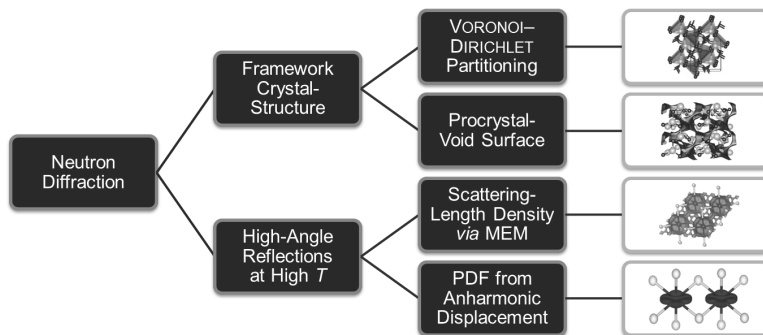 Neutron
Diffraction
Framework
Crystal-
Structure
High-Angle
Reflections
at High T
VORONOI–
DIRICHLET
Partitioning
Procrystal-
Void Surface
Scattering-
Length Density
via MEM
PDF from
Anharmonic
Displacement